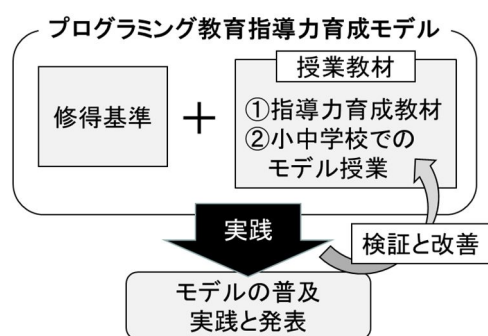 プログラミング教育指導力育成モデル
修得基準
+
授業教材
①指導力育成教材
②小中学校での
モデル授業
実践
検証と改善
モデルの普及
実践と発表